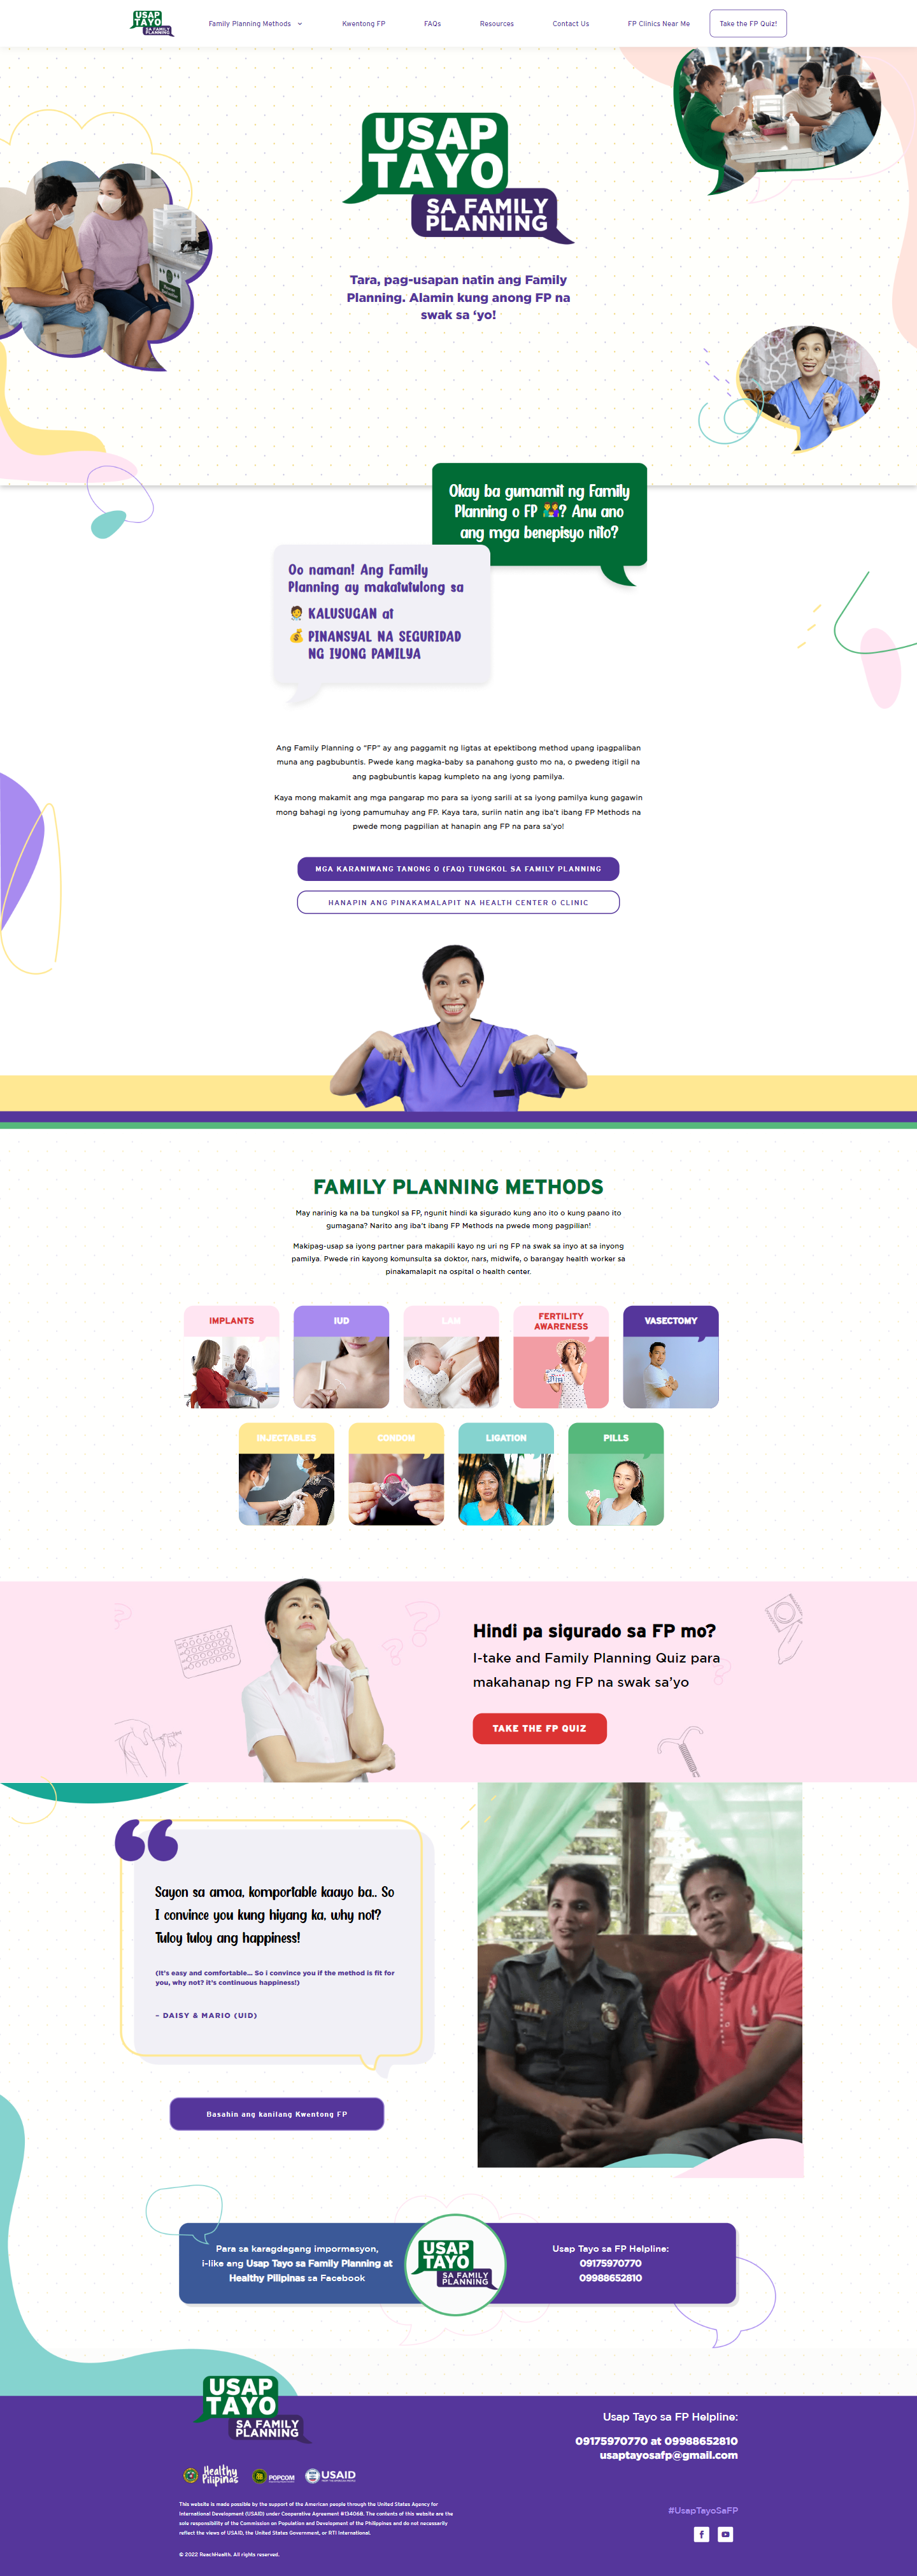 USAP
TAYO
SA FAMILY
PLANNING
Family Planning Methods
Kwentong FP
FAQs
Resources
Contact Us
FP Clinics Near Me
Take the FP Quiz!
USAP
TAYO
SA FAMILY
PLANNING
Tara, pag-usapan natin ang Family
Planning. Alamin kung anong FP na
swak sa ‘yo!
Okay ba gumamit ng Family
Planning o FP 👫? Anu ano
ang mga benepisyo nito?
Oo naman! Ang Family
Planning ay makatutulong sa
🧑‍⚕️ KALUSUGAN at
💰 PINANSYAL NA SEGURIDAD
NG IYONG PAMILYA
Ang Family Planning o “FP” ay ang paggamit ng ligtas at epektibong method upang ipagpaliban
muna ang pagbubuntis. Pwede kang magka-baby sa panahong gusto mo na, o pwedeng itigil na
ang pagbubuntis kapag kumpleto na ang iyong pamilya.
Kaya mong makamit ang mga pangarap mo para sa iyong sarili at sa iyong pamilya kung gagawin
mong bahagi ng iyong pamumuhay ang FP. Kaya tara, suriin natin ang iba’t ibang FP Methods na
pwede mong pagpilian at hanapin ang FP na para sa’yo!
MGA KARANIWANG TANONG O (FAQ) TUNGKOL SA FAMILY PLANNING
HANAPIN ANG PINAKAMALAPIT NA HEALTH CENTER O CLINIC
FAMILY PLANNING METHODS
May narinig ka na ba tungkol sa FP, ngunit hindi ka sigurado kung ano ito o kung paano ito
gumagana? Narito ang iba’t ibang FP Methods na pwede mong pagpilian!
Makipag-usap sa iyong partner para makapili kayo ng uri ng FP na swak sa inyo at sa inyong
pamilya. Pwede rin kayong komunsulta sa doktor, nars, midwife, o barangay health worker sa
pinakamalapit na ospital o health center.
IMPLANTS
IUD
LAM
FERTILITY
AWARENESS
VASECTOMY
INJECTABLES
CONDOM
LIGATION
PILLS
Hindi pa sigurado sa FP mo?
I-take and Family Planning Quiz para
makahanap ng FP na swak sa’yo
TAKE THE FP QUIZ
Sayon sa amoa, komportable kaayo ba.. So
I convince you kung hiyang ka, why not?
Tuloy tuloy ang happiness!
(It’s easy and comfortable... So i convince you if the method is fit for
you, why not? it’s continuous happiness!)
– DAISY & MARIO (UID)
Basahin ang kanilang Kwentong FP
Para sa karagdagang impormasyon,
i-like ang Usap Tayo sa Family Planning at
Healthy Pilipinas sa Facebook
USAP
TAYO
SA FAMILY
PLANNING
Usap Tayo sa FP Helpline:
09175970770
09988652810
USAP
TAYO
SA FAMILY
PLANNING
Healthy
Pilipinas
POPCOM
USAID
This website is made possible by the support of the American people through the United States Agency for
International Development (USAID) under Cooperative Agreement #134068. The contents of this website are the
sole responsibility of the Commission on Population and Development of the Philippines and do not necessarily
reflect the views of USAID, the United States Government, or RTI International.
© 2022 ReachHealth. All rights reserved.
Usap Tayo sa FP Helpline:
09175970770 at 09988652810
usaptayosafp@gmail.com
#UsapTayoSaFP